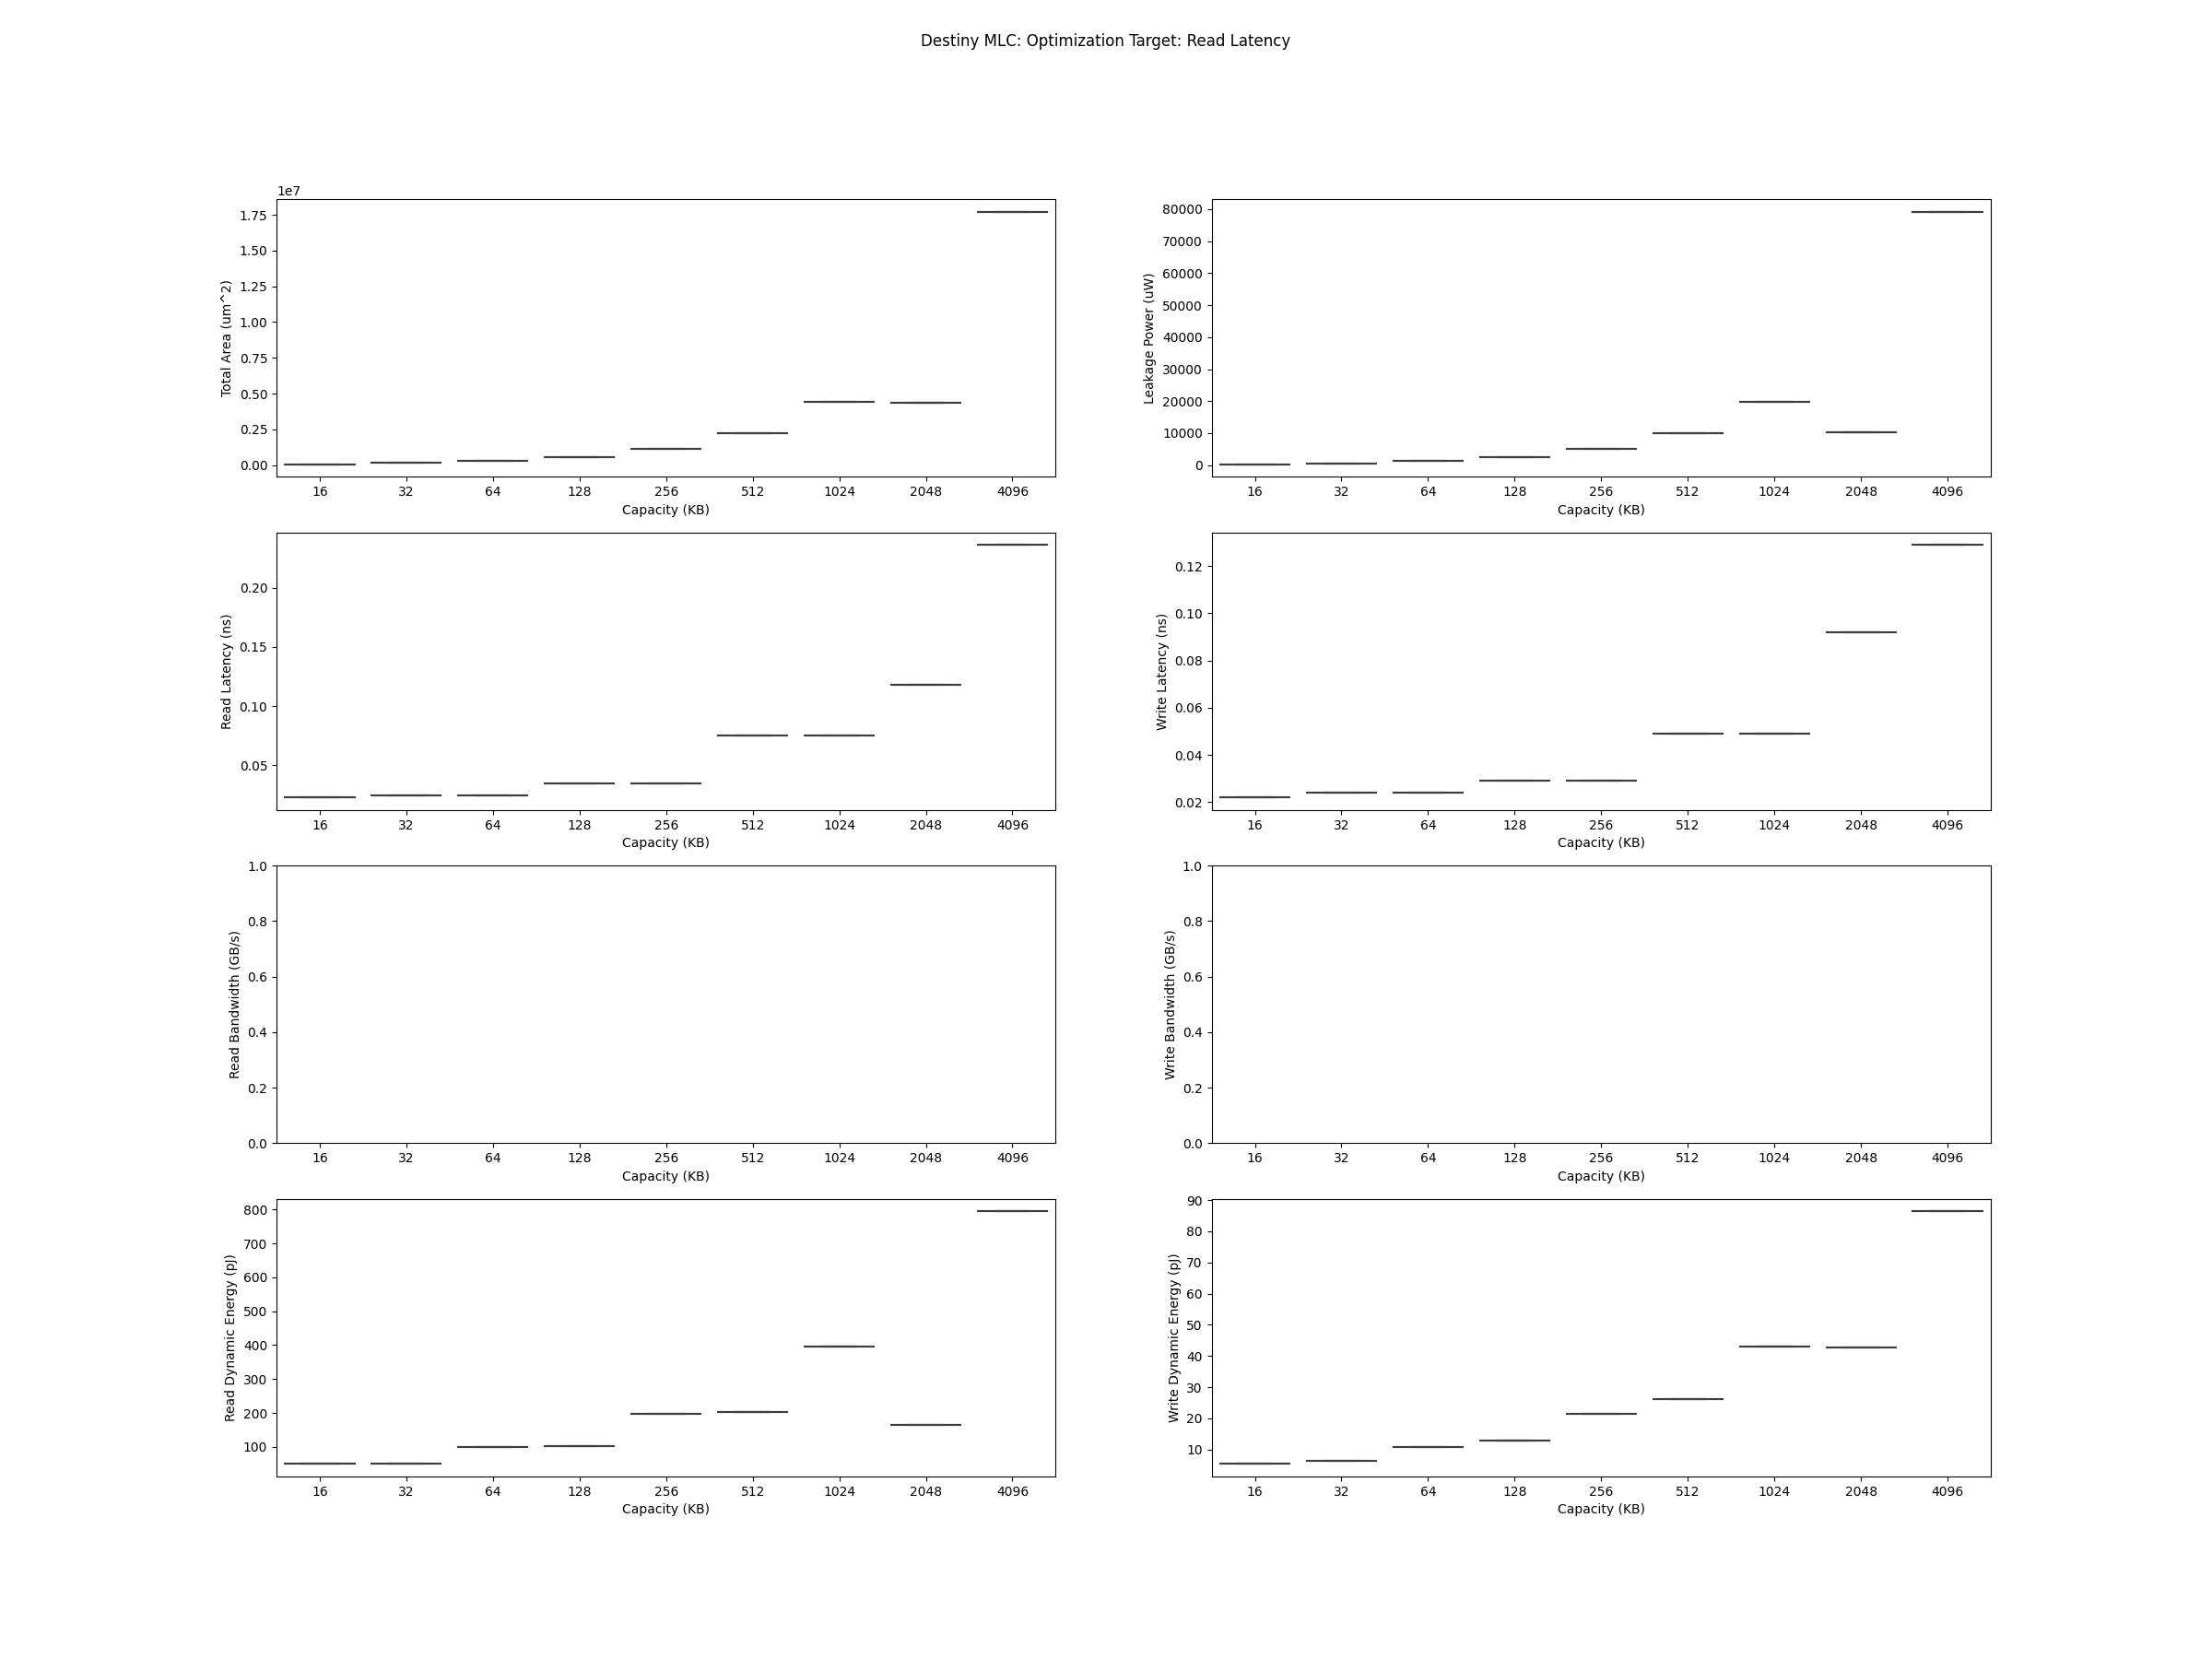 Destiny MLC: Optimization Target: Read Latency
1e7
1.75
1.50
1.25
1.00
0.75
0.50
0.25
0.00
Total Area (um^2)
16 32 64 128 256 512 1024 2048 4096
Capacity (KB)
80000
70000
60000
50000
40000
30000
20000
10000
0
Leakage Power (uW)
16 32 64 128 256 512 1024 2048 4096
Capacity (KB)
0.20
0.15
0.10
0.05
Read Latency (ns)
16 32 64 128 256 512 1024 2048 4096
Capacity (KB)
0.12
0.10
0.08
0.06
0.04
0.02
Write Latency (ns)
16 32 64 128 256 512 1024 2048 4096
Capacity (KB)
1.0
0.8
0.6
0.4
0.2
0.0
Read Bandwidth (GB/s)
16 32 64 128 256 512 1024 2048 4096
Capacity (KB)
1.0
0.8
0.6
0.4
0.2
0.0
Write Bandwidth (GB/s)
16 32 64 128 256 512 1024 2048 4096
Capacity (KB)
800
700
600
500
400
300
200
100
Read Dynamic Energy (pJ)
16 32 64 128 256 512 1024 2048 4096
Capacity (KB)
90
80
70
60
50
40
30
20
10
Write Dynamic Energy (pJ)
16 32 64 128 256 512 1024 2048 4096
Capacity (KB)